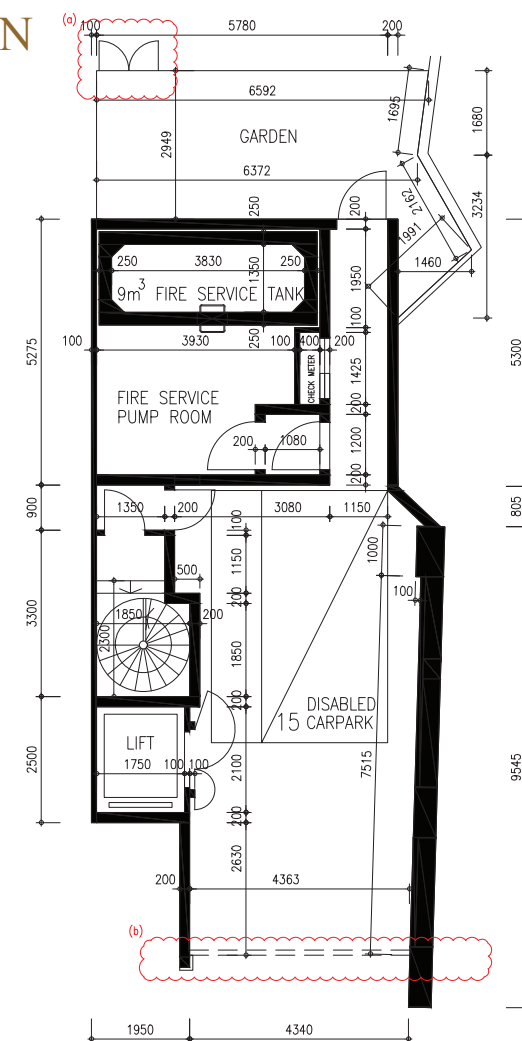 (a)
N
100 5780 200
6592
1695
1680
GARDEN
2949
6372
2162
3234
1991
250
200
250 3830 250
1350
1950
1460
9m³ FIRE SERVICE TANK
250
100
100 3930 100 400 200
5275
5300
CHECK METER
1425
FIRE SERVICE
PUMP ROOM
200
200 1080
1200
200
900
1350 200 3080 1150
805
100
1000
1150
500
100
200
3300
1850 200
2300
1850
200
DISABLED
15 CARPARK
LIFT
2500
1750 100 100
2100
7515
9545
200
2630
200 4363
(b)
1950 4340